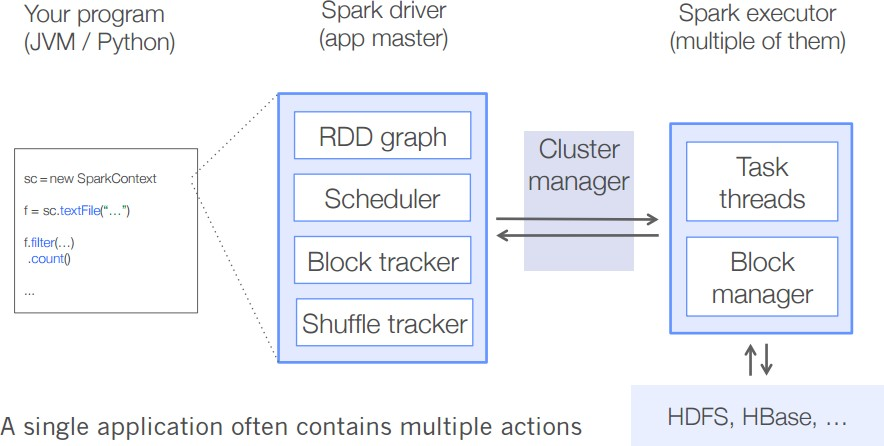 Your program
(JVM / Python)
Spark driver
(app master)
Spark executor
(multiple of them)
sc = new SparkContext
f = sc.textFile(“…”)
f.filter(…)
.count()
...
RDD graph
Scheduler
Block tracker
Shuffle tracker
Cluster
manager
Task
threads
Block
manager
HDFS, HBase, …
A single application often contains multiple actions